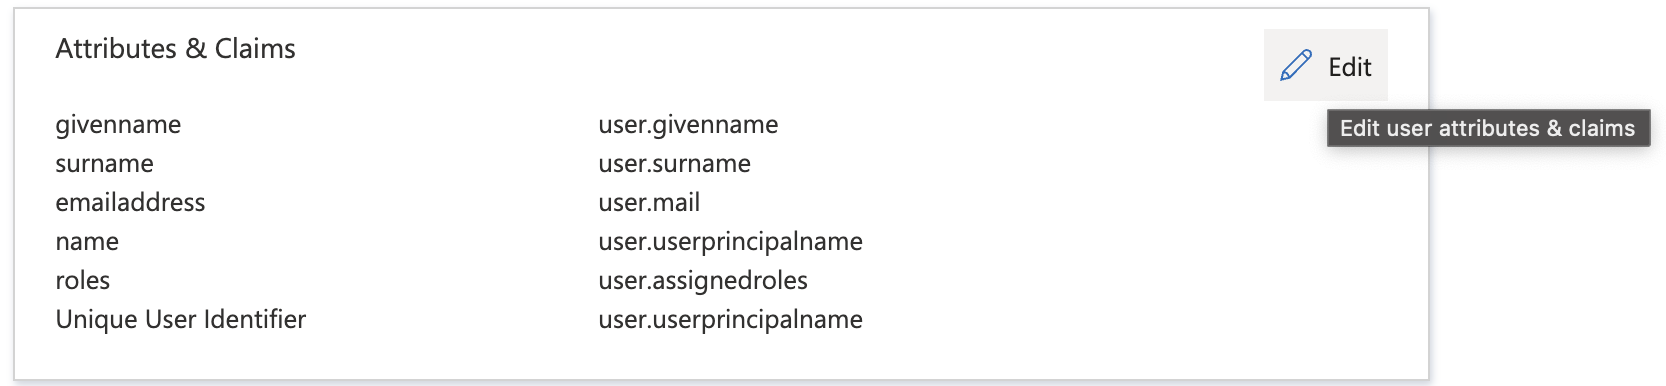 Attributes & Claims
Edit
Edit user attributes & claims
givenname user.givenname
surname user.surname
emailaddress user.mail
name user.userprincipalname
roles user.assignedroles
Unique User Identifier user.userprincipalname